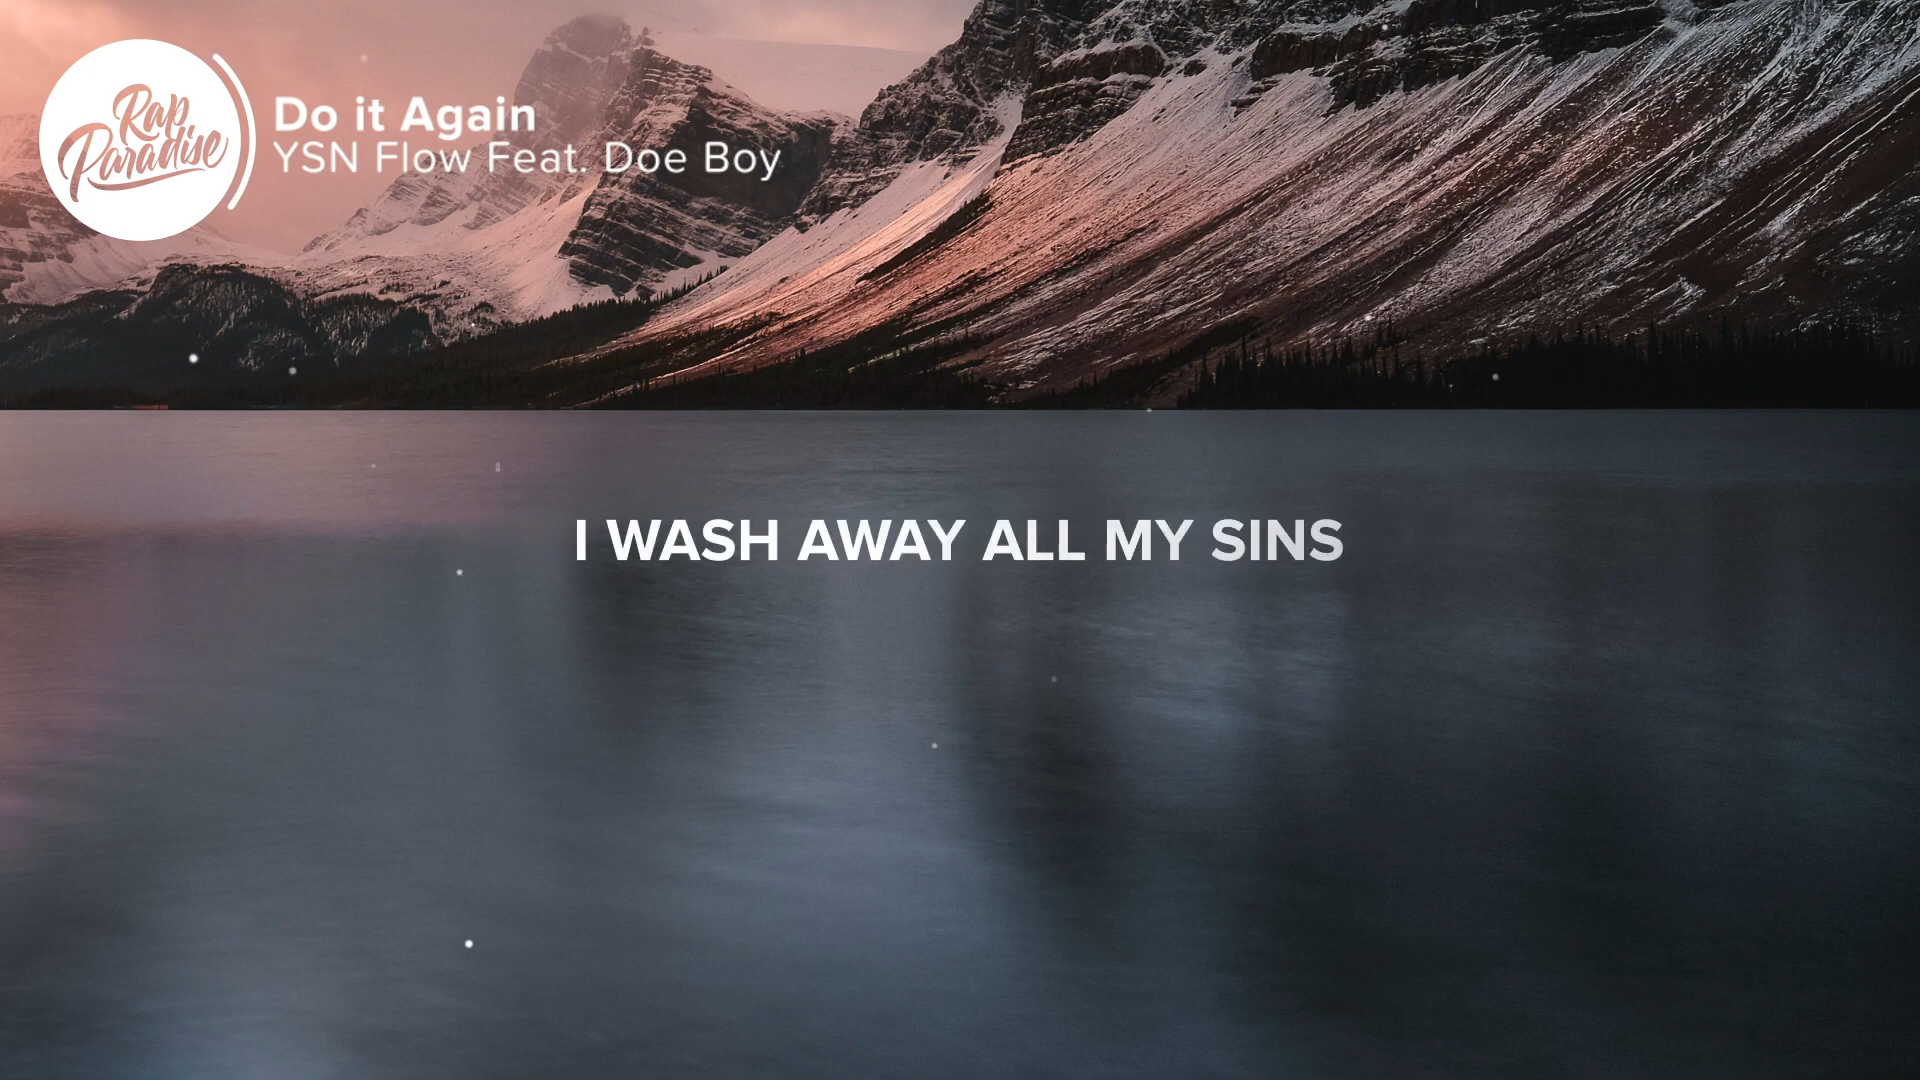 Rap
Paradise
Do it Again
YSN Flow Feat. Doe Boy
I WASH AWAY ALL MY SINS